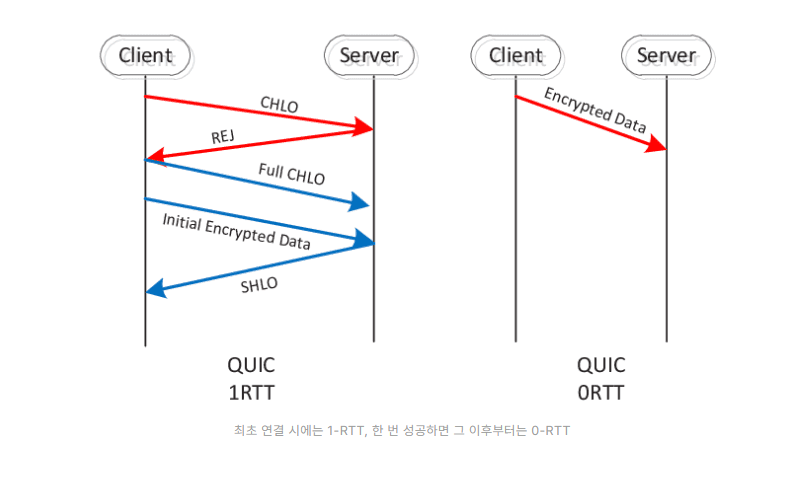 Client
Server
CHLO
REJ
Full CHLO
Initial Encrypted Data
SHLO
QUIC
1RTT
Client
Server
Encrypted Data
QUIC
0RTT
최초 연결 시에는 1-RTT, 한 번 성공하면 그 이후부터는 0-RTT